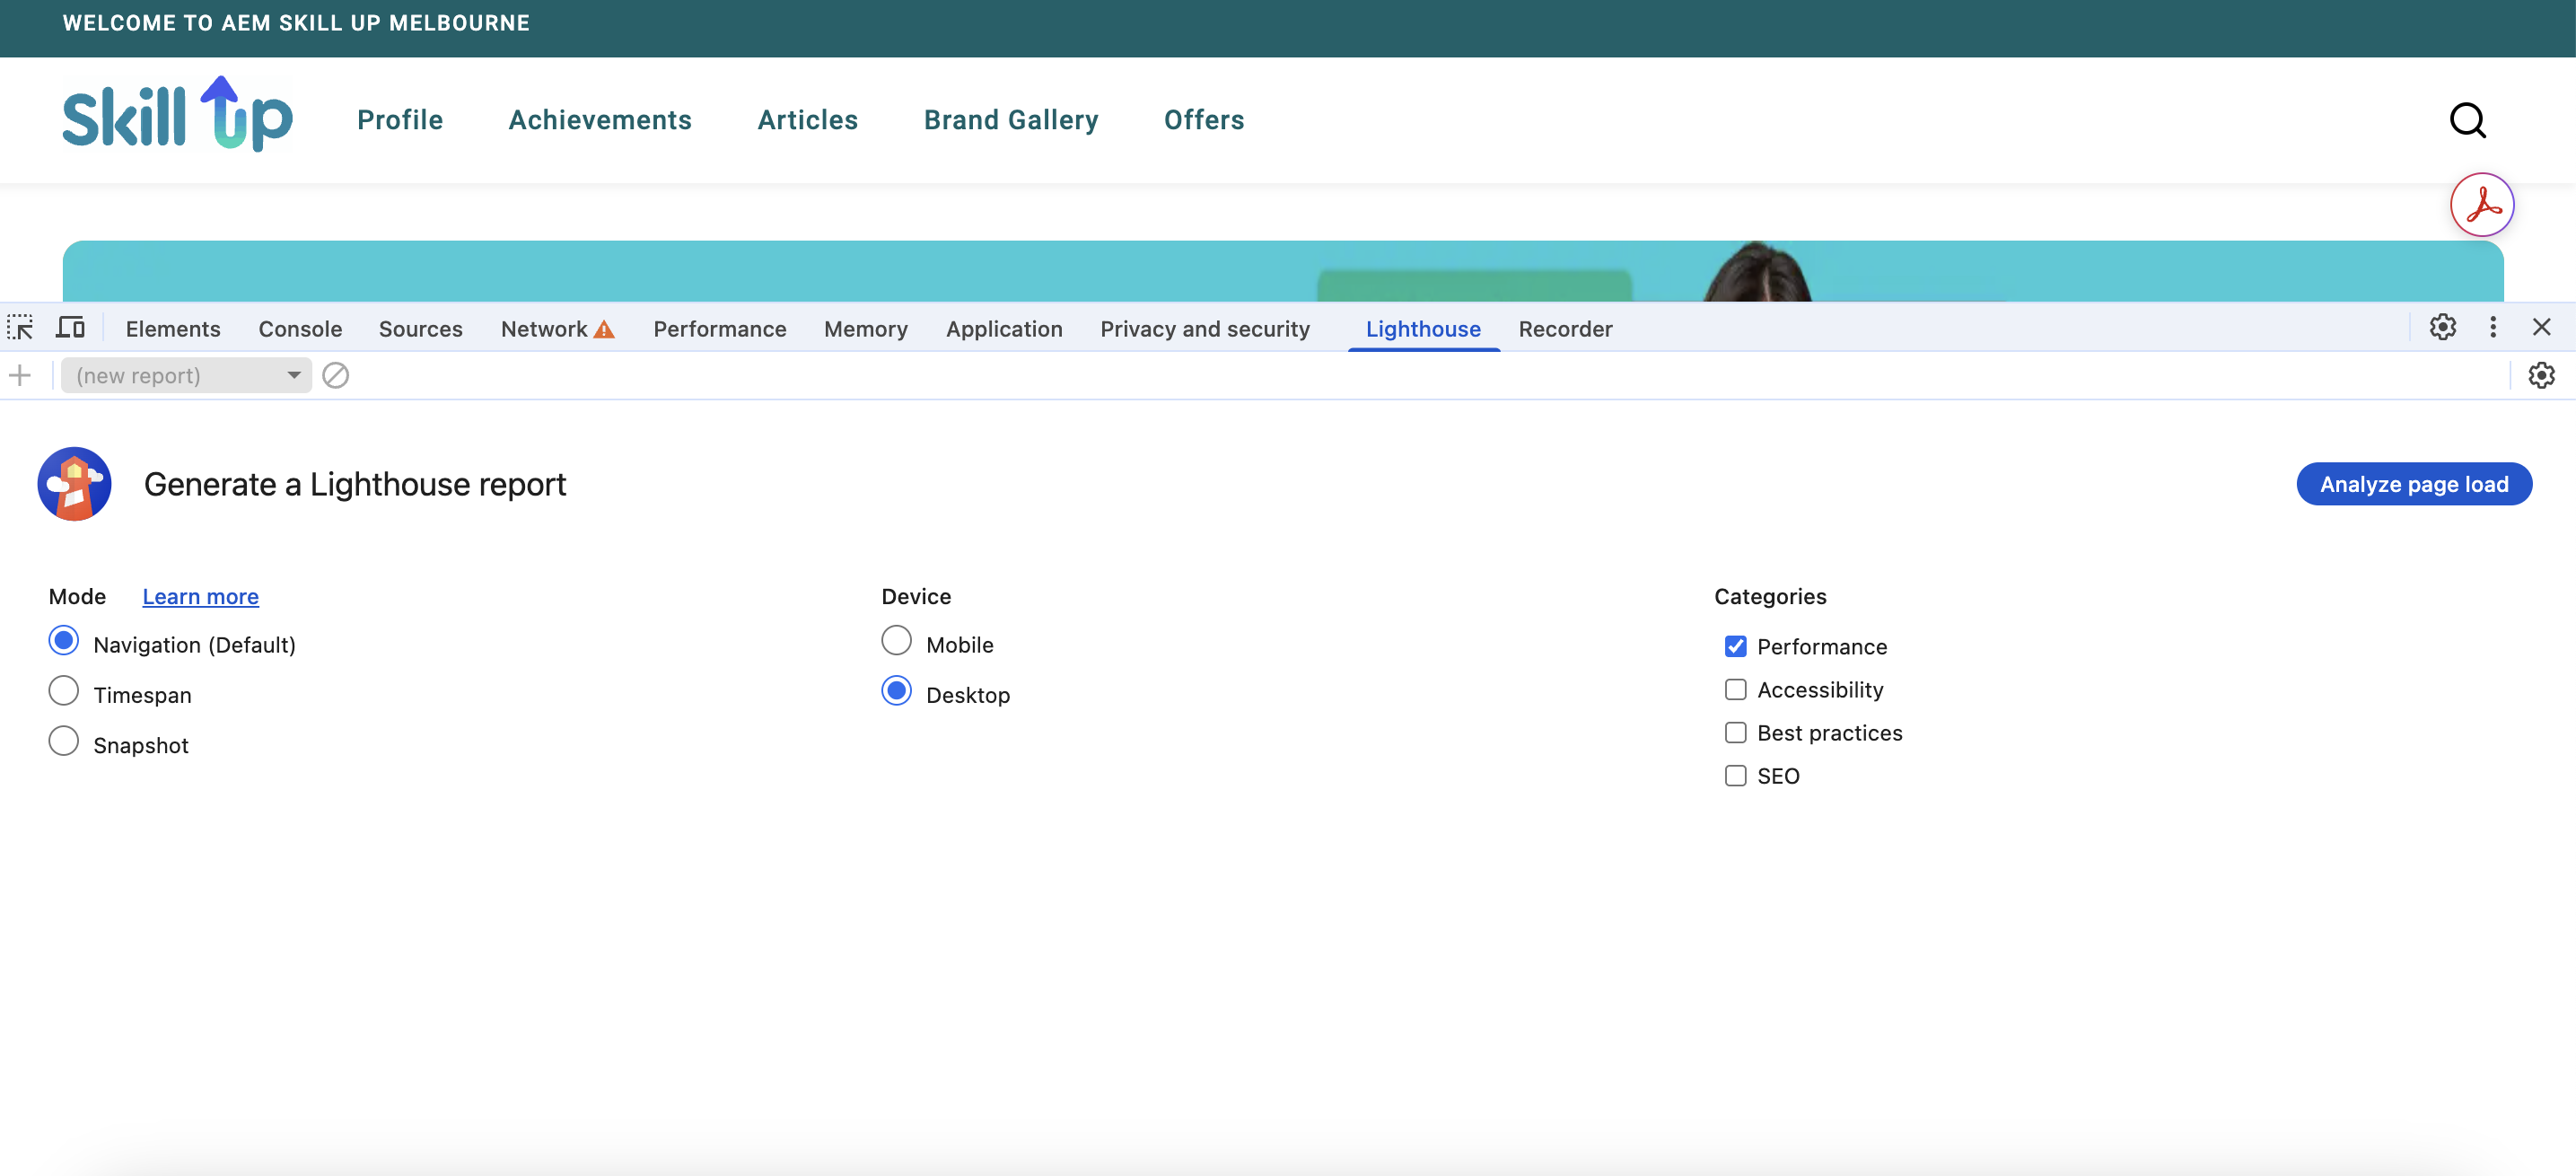 WELCOME TO AEM SKILL UP MELBOURNE
Skill Up Profile Achievements Articles Brand Gallery Offers
Elements Console Sources Network Performance Memory Application Privacy and security Lighthouse Recorder
(new report)
Generate a Lighthouse report Analyze page load
Mode Learn more Device Categories
Navigation (Default) Mobile Performance
Timespan Desktop Accessibility
Snapshot Best practices
SEO